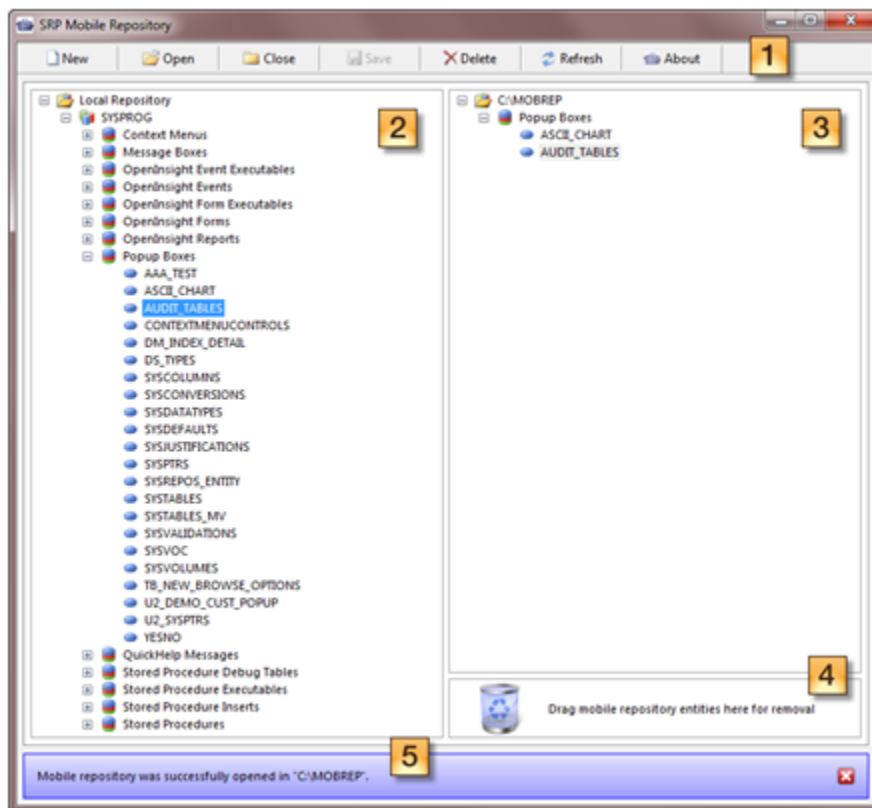 SRP Mobile Repository
New Open Close Save Delete Refresh About
1
Local Repository
SYSPROG
2
Context Menus
Message Boxes
OpenInsight Event Executables
OpenInsight Events
OpenInsight Form Executables
OpenInsight Forms
OpenInsight Reports
Popup Boxes
AAA_TEST
ASCII_CHART
AUDIT_TABLES
CONTEXTMENUCONTROLS
DM_INDEX_DETAIL
DS_TYPES
SYSCOLUMNS
SYSCONVERSIONS
SYSDATATYPES
SYSDEFAULTS
SYSJUSTIFICATIONS
SYSPTRS
SYSREPOS_ENTITY
SYSTABLES
SYSTABLES_MV
SYSVALIDATIONS
SYSVOC
SYSVOLUMES
TB_NEW_BROWSE_OPTIONS
U2_DEMO_CUST_POPUP
U2_SYSPTRS
YESNO
QuickHelp Messages
Stored Procedure Debug Tables
Stored Procedure Executables
Stored Procedure Inserts
Stored Procedures
C:\MOBREP
3
Popup Boxes
ASCII_CHART
AUDIT_TABLES
4
Drag mobile repository entities here for removal
5
Mobile repository was successfully opened in "C:\MOBREP".